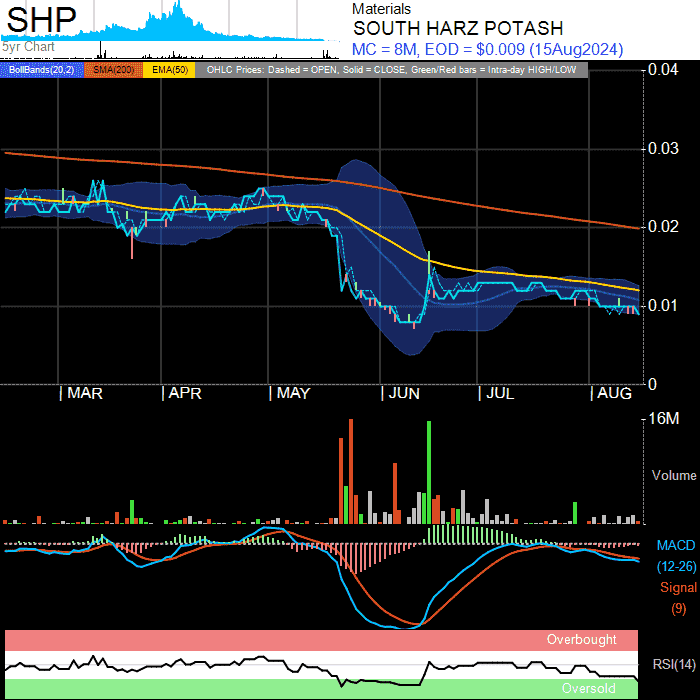 SHP
5yr Chart
Materials
SOUTH HARZ POTASH
MC = 8M, EOD = $0.009 (15Aug2024)
BollBands(20,2) SMA(200) EMA(50) OHLC Prices: Dashed = OPEN, Solid = CLOSE, Green/Red bars = Intra-day HIGH/LOW
0.04
0.03
0.02
0.01
0
MAR APR MAY JUN JUL AUG
16M
Volume
MACD
(12-26)
Signal
(9)
Overbought
RSI(14)
Oversold